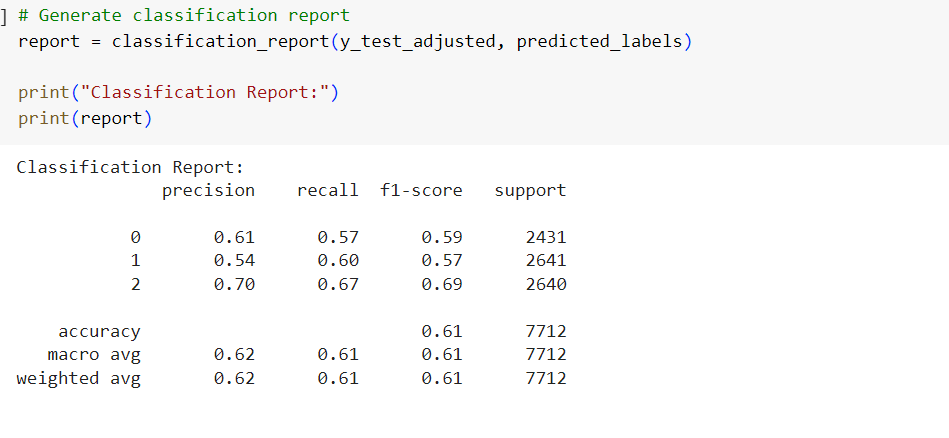 ] # Generate classification report
report = classification_report(y_test_adjusted, predicted_labels)
print("Classification Report:")
print(report)
Classification Report:
precision recall f1-score support
0 0.61 0.57 0.59 2431
1 0.54 0.60 0.57 2641
2 0.70 0.67 0.69 2640
accuracy 0.61 7712
macro avg 0.62 0.61 0.61 7712
weighted avg 0.62 0.61 0.61 7712